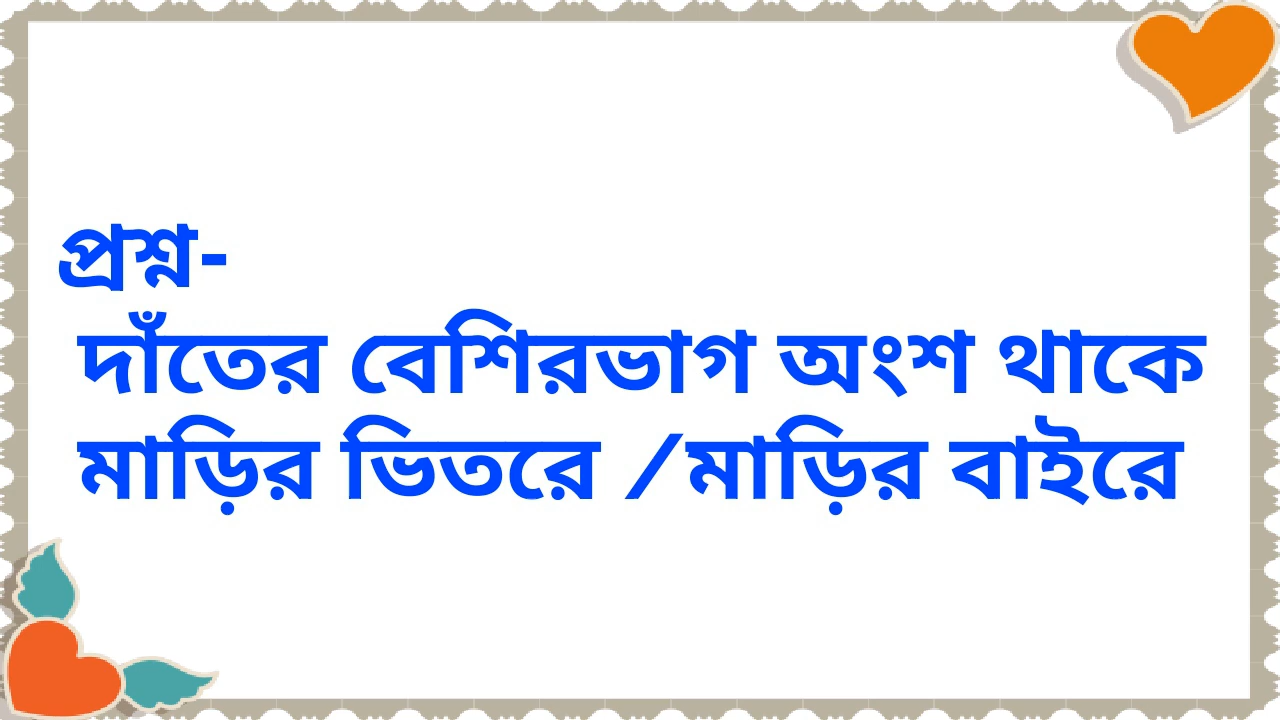 প্রশ্ন-
দাঁতের বেশিরভাগ অংশ থাকে
মাড়ির ভিতরে /মাড়ির বাইরে